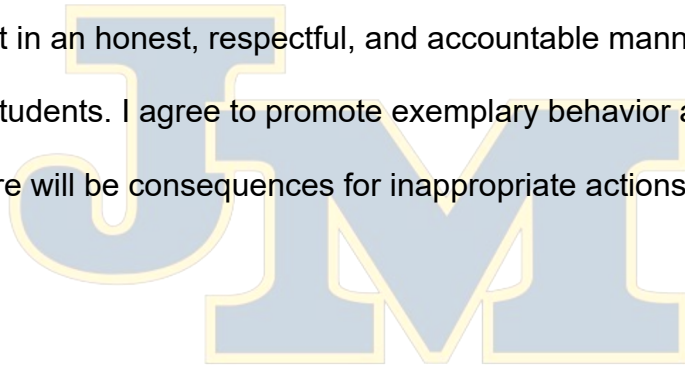 t in an honest, respectful, and accountable mann
tudents. I agree to promote exemplary behavior a
re will be consequences for inappropriate actions
JM